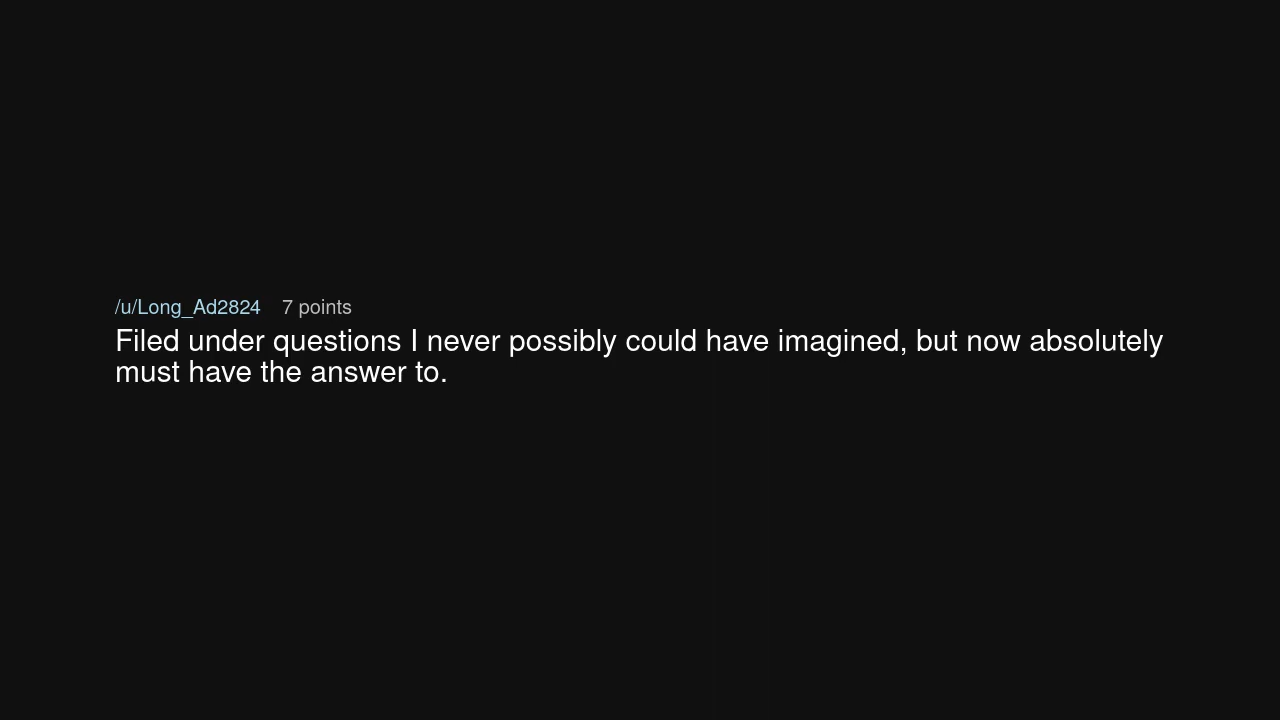 /u/Long_Ad2824 7 points
Filed under questions I never possibly could have imagined, but now absolutely
must have the answer to.